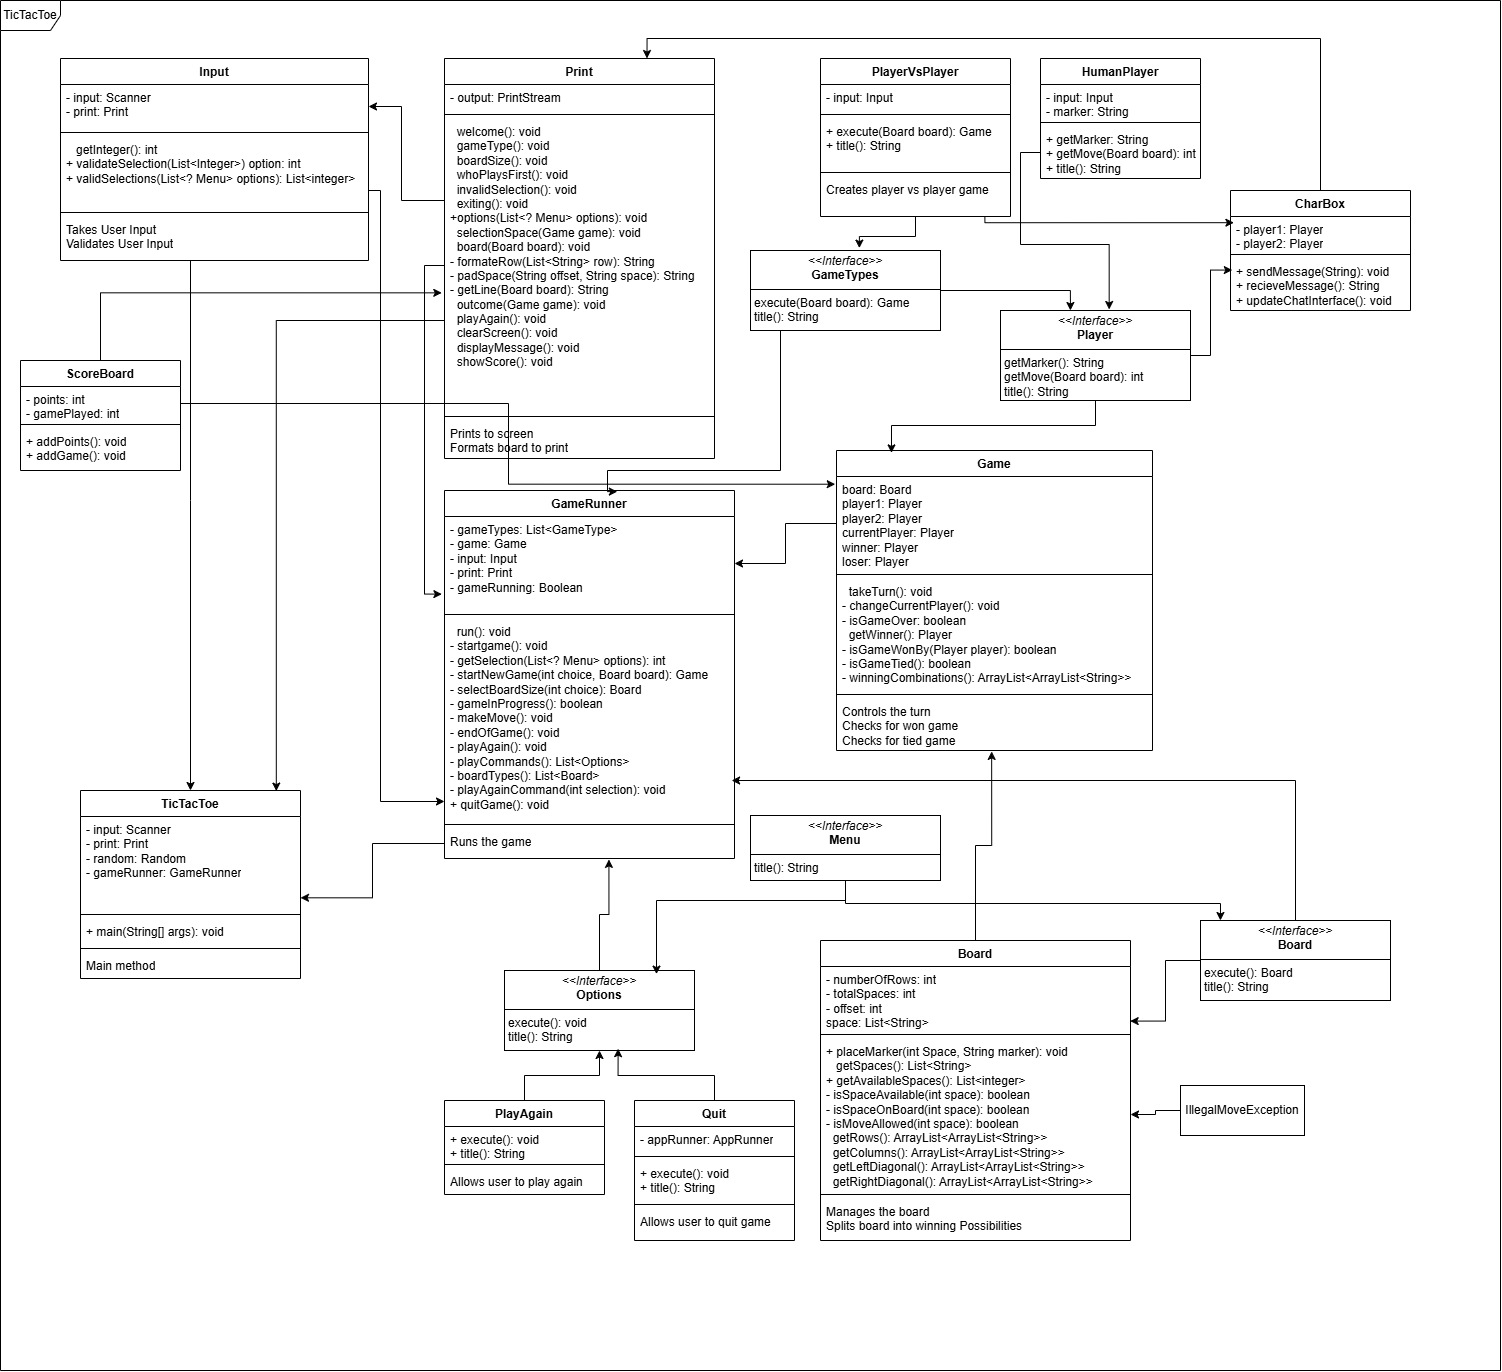 TicTacToe
Input
- input: Scanner
- print: Print
getInteger(): int
+ validateSelection(List<Integer>) option: int
+ validSelections(List<? Menu> options): List<integer>
Takes User Input
Validates User Input
Print
- output: PrintStream
welcome(): void
gameType(): void
boardSize(): void
whoPlaysFirst(): void
invalidSelection(): void
exiting(): void
+options(List<? Menu> options): void
selectionSpace(Game game): void
board(Board board): void
- formateRow(List<String> row): String
- padSpace(String offset, String space): String
- getLine(Board board): String
outcome(Game game): void
playAgain(): void
clearScreen(): void
displayMessage(): void
showScore(): void
Prints to screen
Formats board to print
PlayerVsPlayer
- input: Input
+ execute(Board board): Game
+ title(): String
Creates player vs player game
HumanPlayer
- input: Input
- marker: String
+ getMarker: String
+ getMove(Board board): int
+ title(): String
CharBox
- player1: Player
- player2: Player
+ sendMessage(String): void
+ recieveMessage(): String
+ updateChatInterface(): void
<<Interface>>
GameTypes
execute(Board board): Game
title(): String
<<Interface>>
Player
getMarker(): String
getMove(Board board): int
title(): String
ScoreBoard
- points: int
- gamePlayed: int
+ addPoints(): void
+ addGame(): void
GameRunner
- gameTypes: List<GameType>
- game: Game
- input: Input
- print: Print
- gameRunning: Boolean
run(): void
- startgame(): void
- getSelection(List<? Menu> options): int
- startNewGame(int choice, Board board): Game
- selectBoardSize(int choice): Board
- gameInProgress(): boolean
- makeMove(): void
- endOfGame(): void
- playAgain(): void
- playCommands(): List<Options>
- boardTypes(): List<Board>
- playAgainCommand(int selection): void
+ quitGame(): void
Runs the game
Game
board: Board
player1: Player
player2: Player
currentPlayer: Player
winner: Player
loser: Player
takeTurn(): void
- changeCurrentPlayer(): void
- isGameOver: boolean
getWinner(): Player
- isGameWonBy(Player player): boolean
- isGameTied(): boolean
- winningCombinations(): ArrayList<ArrayList<String>>
Controls the turn
Checks for won game
Checks for tied game
TicTacToe
- input: Scanner
- print: Print
- random: Random
- gameRunner: GameRunner
+ main(String[] args): void
Main method
<<Interface>>
Menu
title(): String
<<Interface>>
Board
execute(): Board
title(): String
<<Interface>>
Options
execute(): void
title(): String
Board
- numberOfRows: int
- totalSpaces: int
- offset: int
space: List<String>
+ placeMarker(int Space, String marker): void
getSpaces(): List<String>
+ getAvailableSpaces(): List<integer>
- isSpaceAvailable(int space): boolean
- isSpaceOnBoard(int space): boolean
- isMoveAllowed(int space): boolean
getRows(): ArrayList<ArrayList<String>>
getColumns(): ArrayList<ArrayList<String>>
getLeftDiagonal(): ArrayList<ArrayList<String>>
getRightDiagonal(): ArrayList<ArrayList<String>>
Manages the board
Splits board into winning Possibilities
IllegalMoveException
PlayAgain
+ execute(): void
+ title(): String
Allows user to play again
Quit
- appRunner: AppRunner
+ execute(): void
+ title(): String
Allows user to quit game